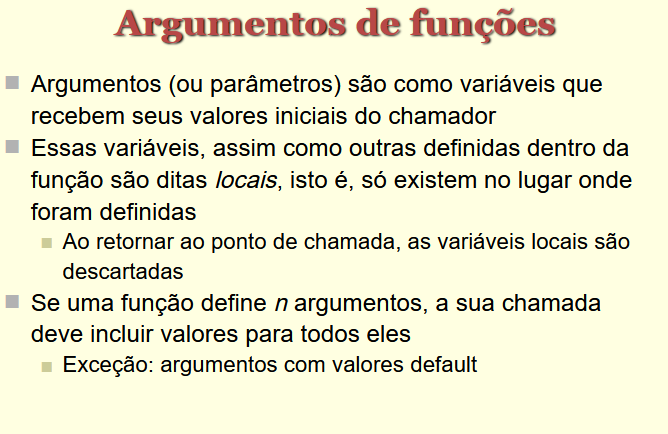 Argumentos de funções
Argumentos (ou parâmetros) são como variáveis que
recebem seus valores iniciais do chamador
Essas variáveis, assim como outras definidas dentro da
função são ditas locais, isto é, só existem no lugar onde
foram definidas
Ao retornar ao ponto de chamada, as variáveis locais são
descartadas
Se uma função define n argumentos, a sua chamada
deve incluir valores para todos eles
Exceção: argumentos com valores default